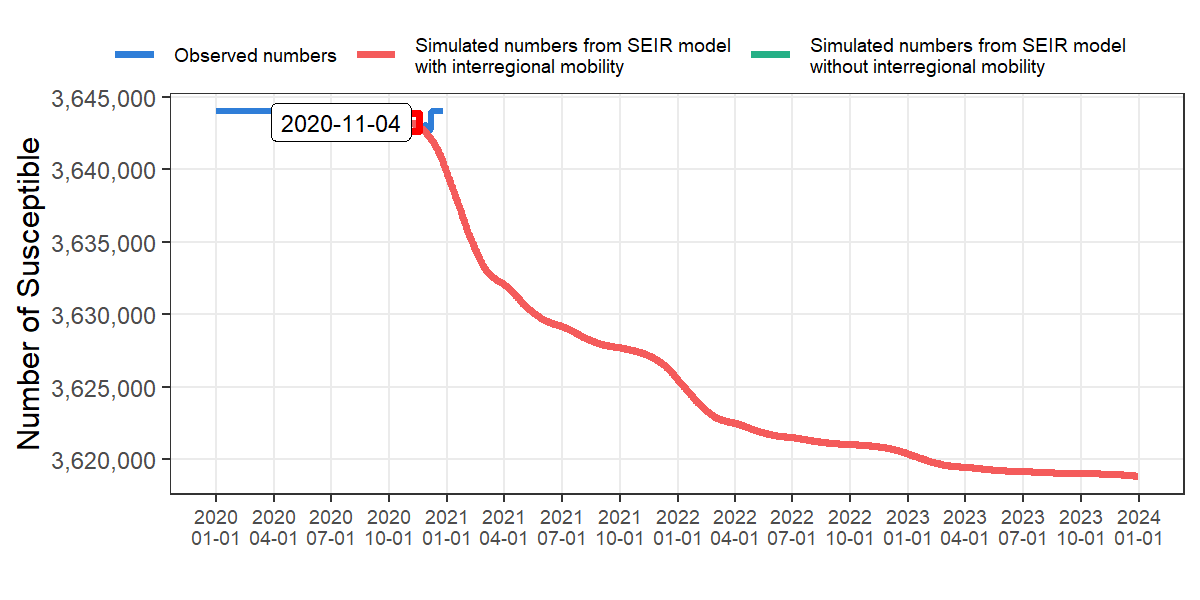 Observed numbers
Simulated numbers from SEIR model
with interregional mobility
Simulated numbers from SEIR model
without interregional mobility
Number of Susceptible
3,645,000
3,640,000
3,635,000
3,630,000
3,625,000
3,620,000
2020-11-04
2020 2020 2020 2020 2021 2021 2021 2021 2022 2022 2022 2022 2023 2023 2023 2023 2024
01-01 04-01 07-01 10-01 01-01 04-01 07-01 10-01 01-01 04-01 07-01 10-01 01-01 04-01 07-01 10-01 01-01